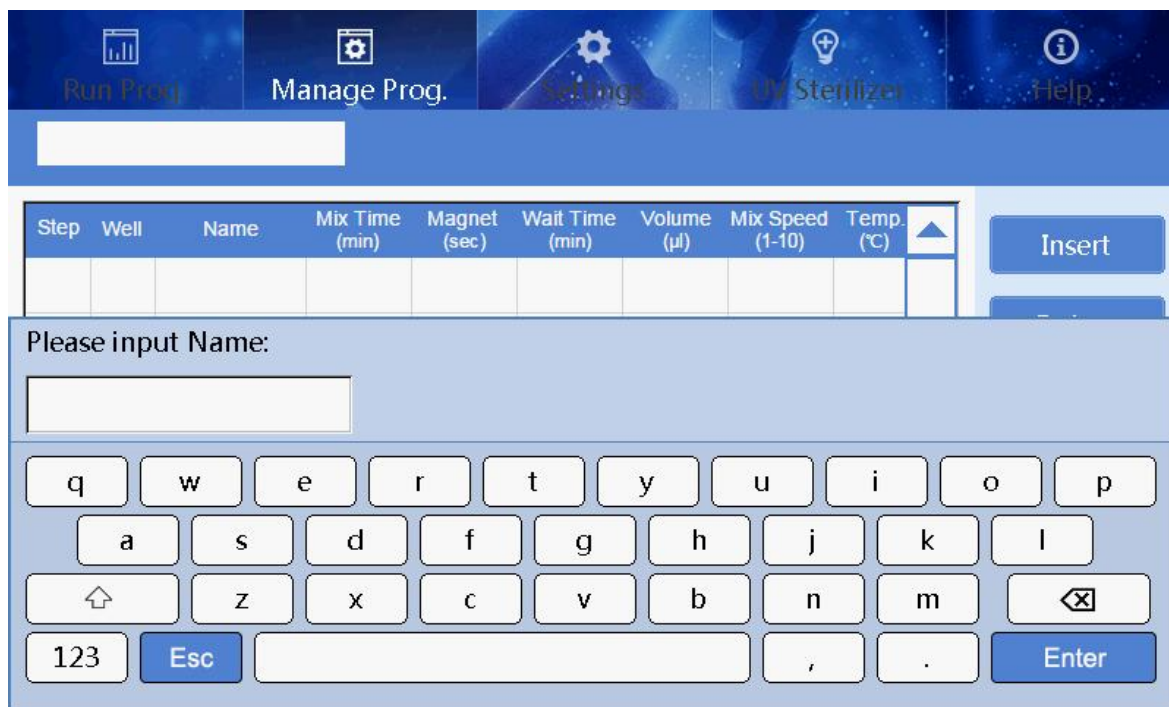 Run Prog. Manage Prog. Settings UV Sterilizer Help
Step Well Name Mix Time (min) Magnet (sec) Wait Time (min) Volume (μl) Mix Speed (1-10) Temp. (℃)
Insert
Please input Name:
q w e r t y u i o p
a s d f g h j k l
z x c v b n m
123 Esc , . Enter